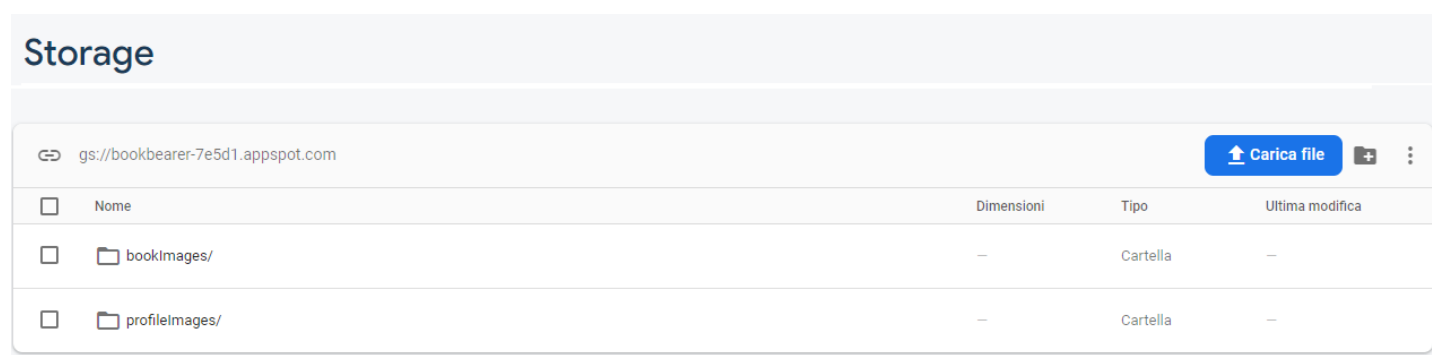 Storage
gs://bookbearer-7e5d1.appspot.com
Carica file
Nome Dimensioni Tipo Ultima modifica
bookImages/ — Cartella —
profileImages/ — Cartella —